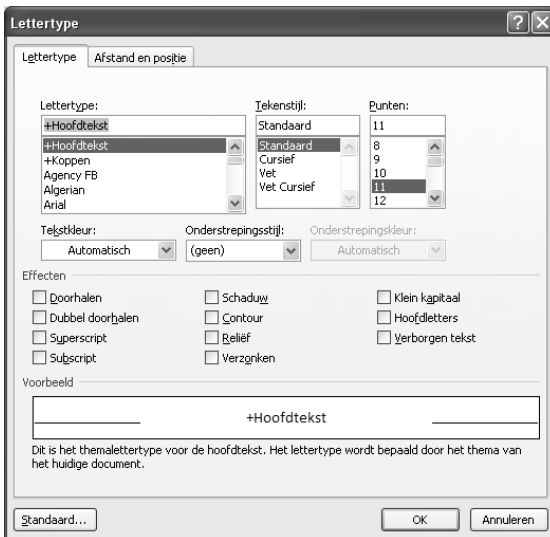 Lettertype
Lettertype Afstand en positie
Lettertype: Tekenstijl: Punten:
+Hoofdtekst Standaard 11
+Hoofdtekst Standaard 8
+Koppen Cursief 9
Agency FB Vet 10
Algerian Vet Cursief 11
Arial 12
Tekstkleur: Onderstrepingsstijl: Onderstrepingskleur:
Automatisch (geen) Automatisch
Effecten
Doorhalen Schaduw Klein kapitaal
Dubbel doorhalen Contour Hoofdletters
Superscript Reliëf Verborgen tekst
Subscript Verzonken
Voorbeeld
+Hoofdtekst
Dit is het themalettertype voor de hoofdtekst. Het lettertype wordt bepaald door het thema van
het huidige document.
Standaard... OK Annuleren